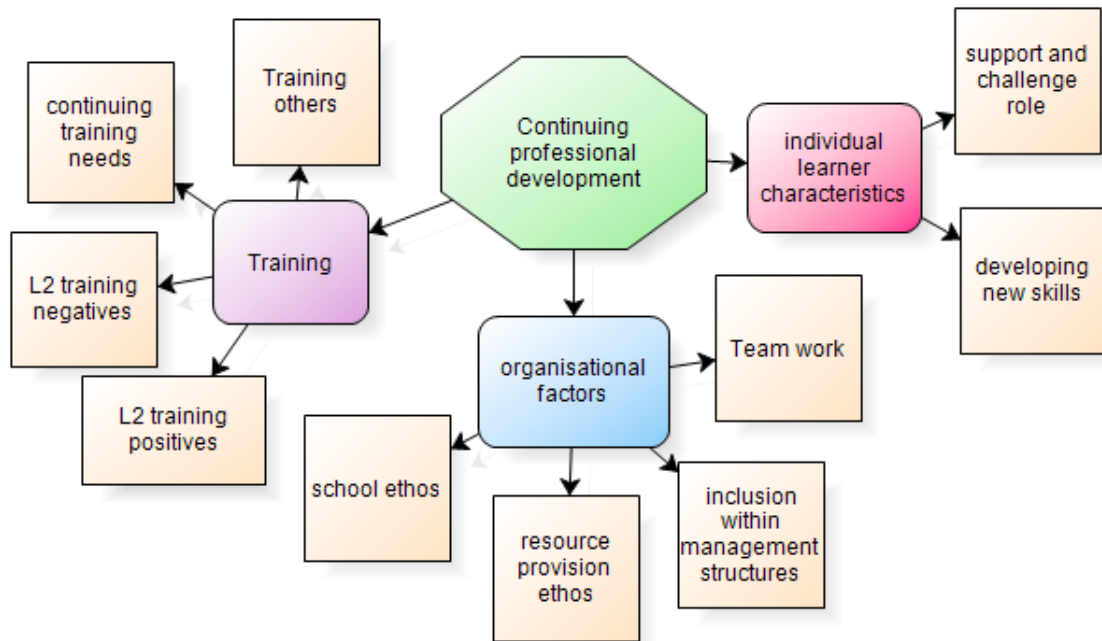 support and
challenge
role
Training
others
continuing
training
needs
Continuing
professional
development
individual
learner
characteristics
Training
L2 training
negatives
developing
new skills
Team work
organisational
factors
L2 training
positives
school ethos
inclusion
within
management
structures
resource
provision
ethos